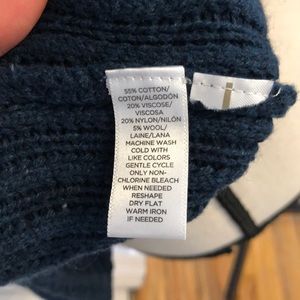 55% COTTON/
COTON/ALGODÓN
20% VISCOSE/
VISCOSA
20% NYLON/NILÓN
5% WOOL/
LAINE/LANA
MACHINE WASH
COLD WITH
LIKE COLORS
GENTLE CYCLE
ONLY NON-
CHLORINE BLEACH
WHEN NEEDED
RESHAPE
DRY FLAT
WARM IRON
IF NEEDED